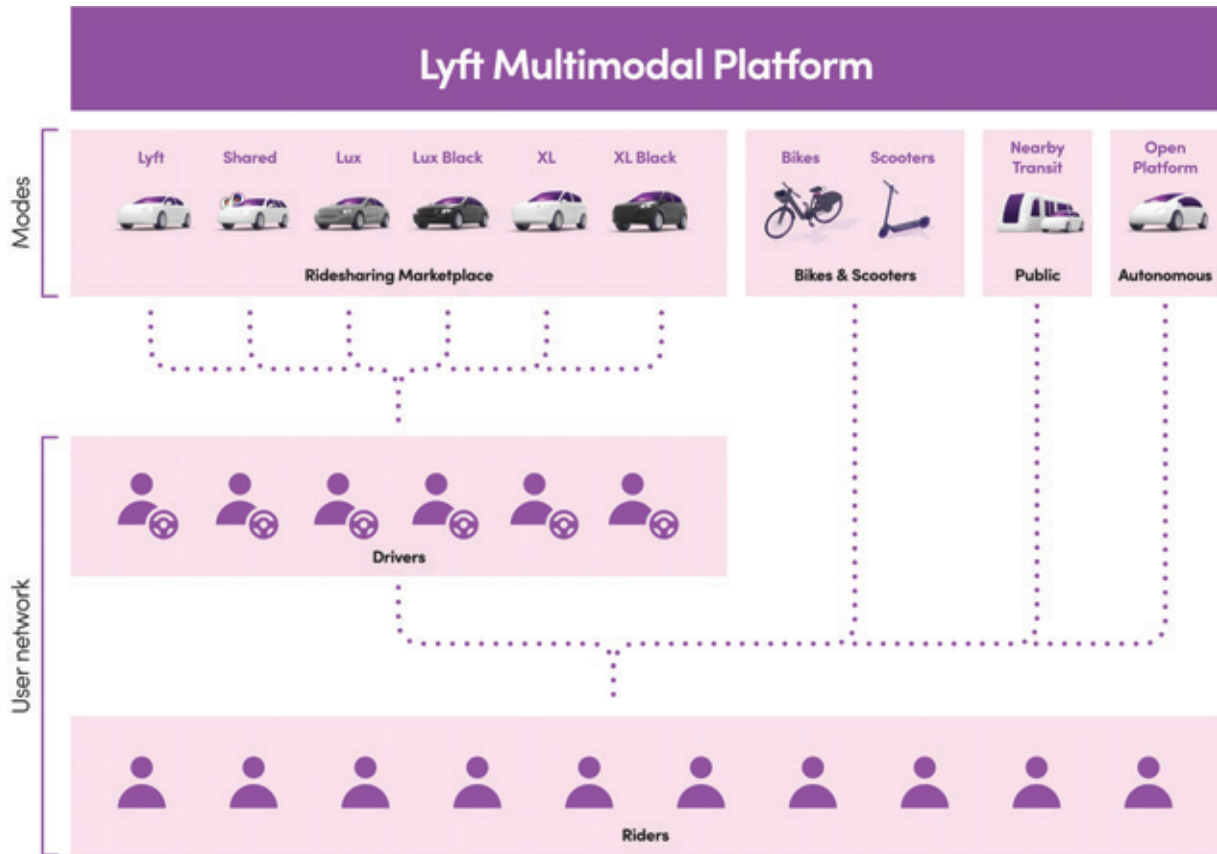 Lyft Multimodal Platform
Modes
Lyft
Shared
Lux
Lux Black
XL
XL Black
Ridesharing Marketplace
Bikes
Scooters
Bikes & Scooters
Nearby
Transit
Public
Open
Platform
Autonomous
User network
Drivers
Riders